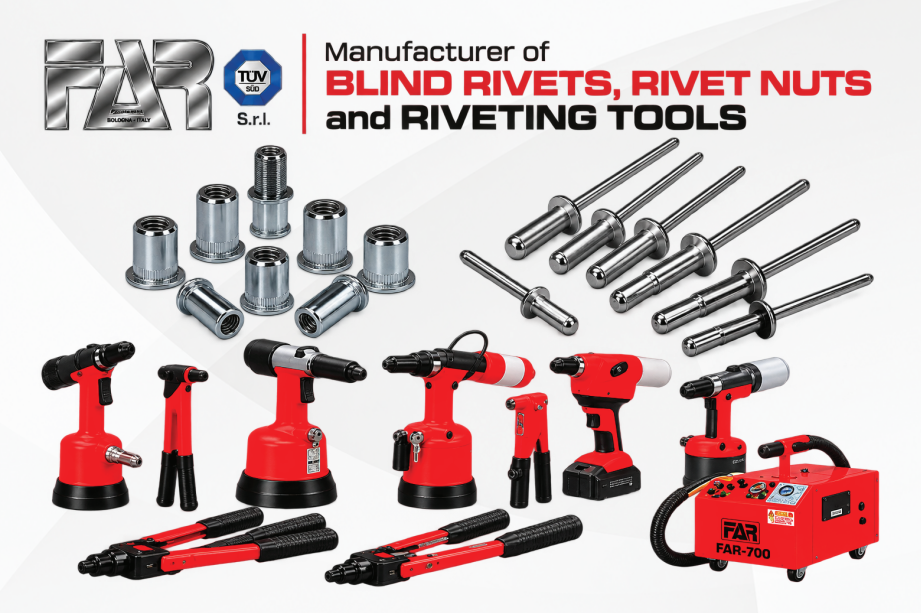 FAR
BOLOGNA - ITALY
TÜV
SÜD
S.r.l.
Manufacturer of
BLIND RIVETS, RIVET NUTS
and RIVETING TOOLS
FAR
FAR-700